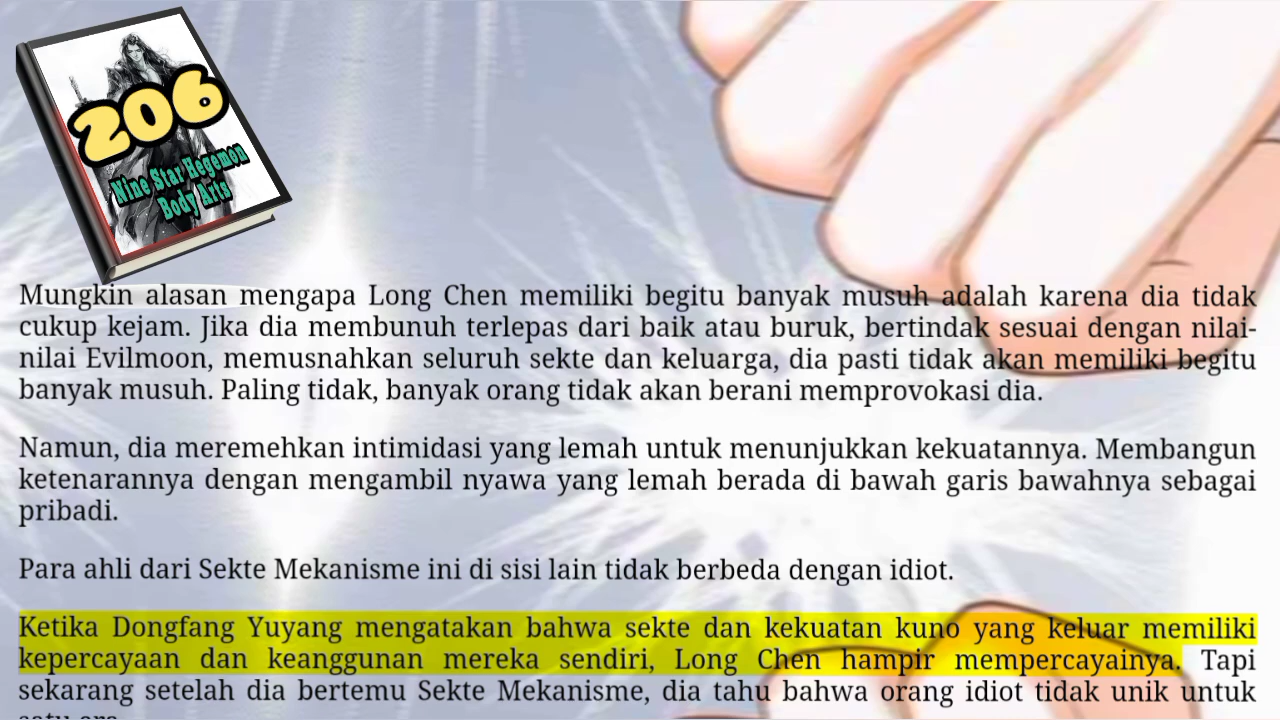 206
Nine Star Hegemon
Body Arts
Mungkin alasan mengapa Long Chen memiliki begitu banyak musuh adalah karena dia tidak
cukup kejam. Jika dia membunuh terlepas dari baik atau buruk, bertindak sesuai dengan nilai-
nilai Evilmoon, memusnahkan seluruh sekte dan keluarga, dia pasti tidak akan memiliki begitu
banyak musuh. Paling tidak, banyak orang tidak akan berani memprovokasi dia.
Namun, dia meremehkan intimidasi yang lemah untuk menunjukkan kekuatannya. Membangun
ketenarannya dengan mengambil nyawa yang lemah berada di bawah garis bawahnya sebagai
pribadi.
Para ahli dari Sekte Mekanisme ini di sisi lain tidak berbeda dengan idiot.
Ketika Dongfang Yuyang mengatakan bahwa sekte dan kekuatan kuno yang keluar memiliki
kepercayaan dan keanggunan mereka sendiri, Long Chen hampir mempercayainya. Tapi
sekarang setelah dia bertemu Sekte Mekanisme, dia tahu bahwa orang idiot tidak unik untuk